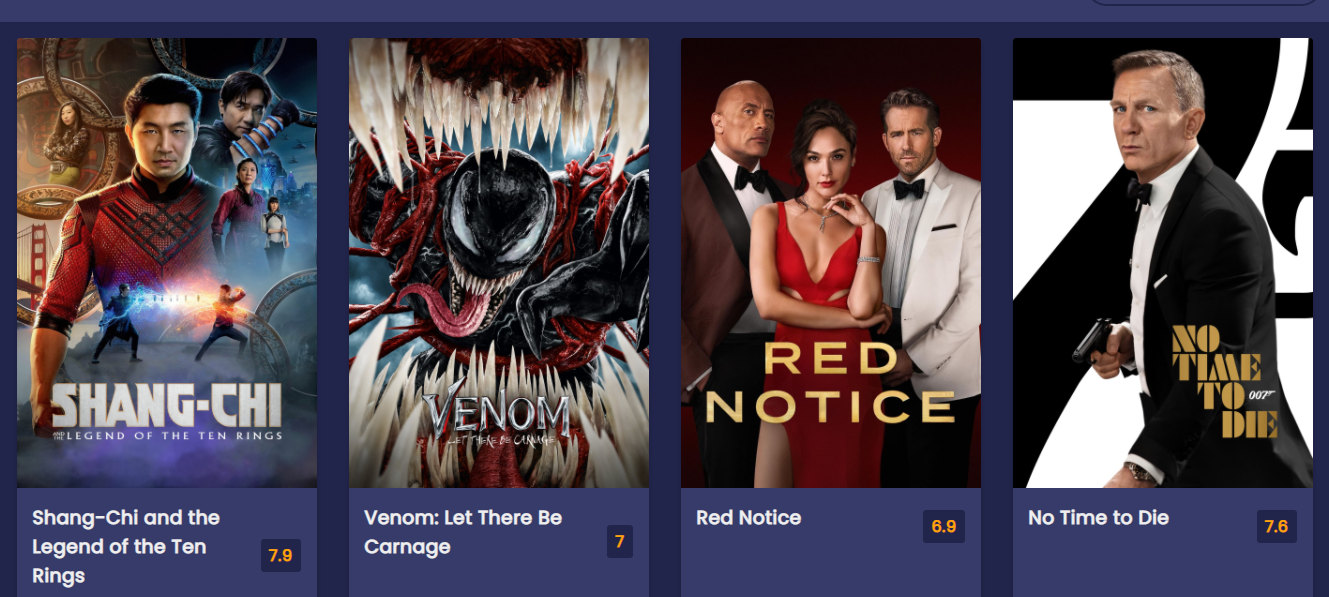 SHANG-CHI
AND THE LEGEND OF THE TEN RINGS
VENOM
LET THERE BE CARNAGE
RED
NOTICE
NO
TIME
TO 007
DIE
Shang-Chi and the
Legend of the Ten
Rings
7.9
Venom: Let There Be
Carnage
7
Red Notice
6.9
No Time to Die
7.6